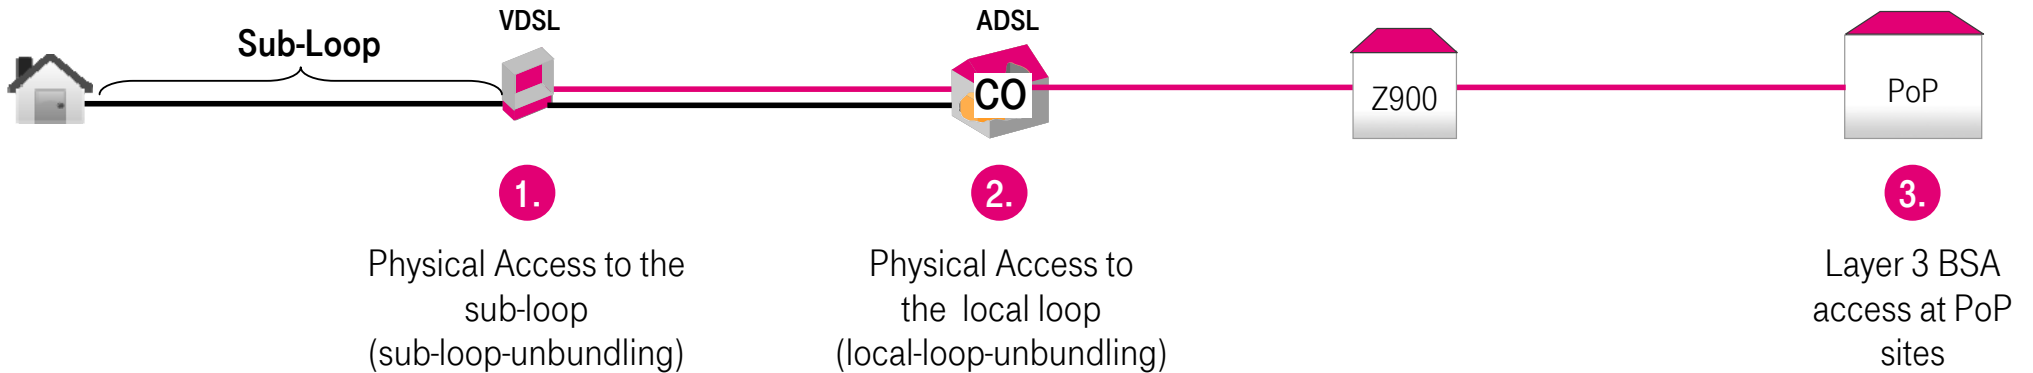 VDSL
ADSL
Sub-Loop
CO
Z900
PoP
1.
2.
3.
Physical Access to the
sub-loop
(sub-loop-unbundling)
Physical Access to
the local loop
(local-loop-unbundling)
Layer 3 BSA
access at PoP
sites